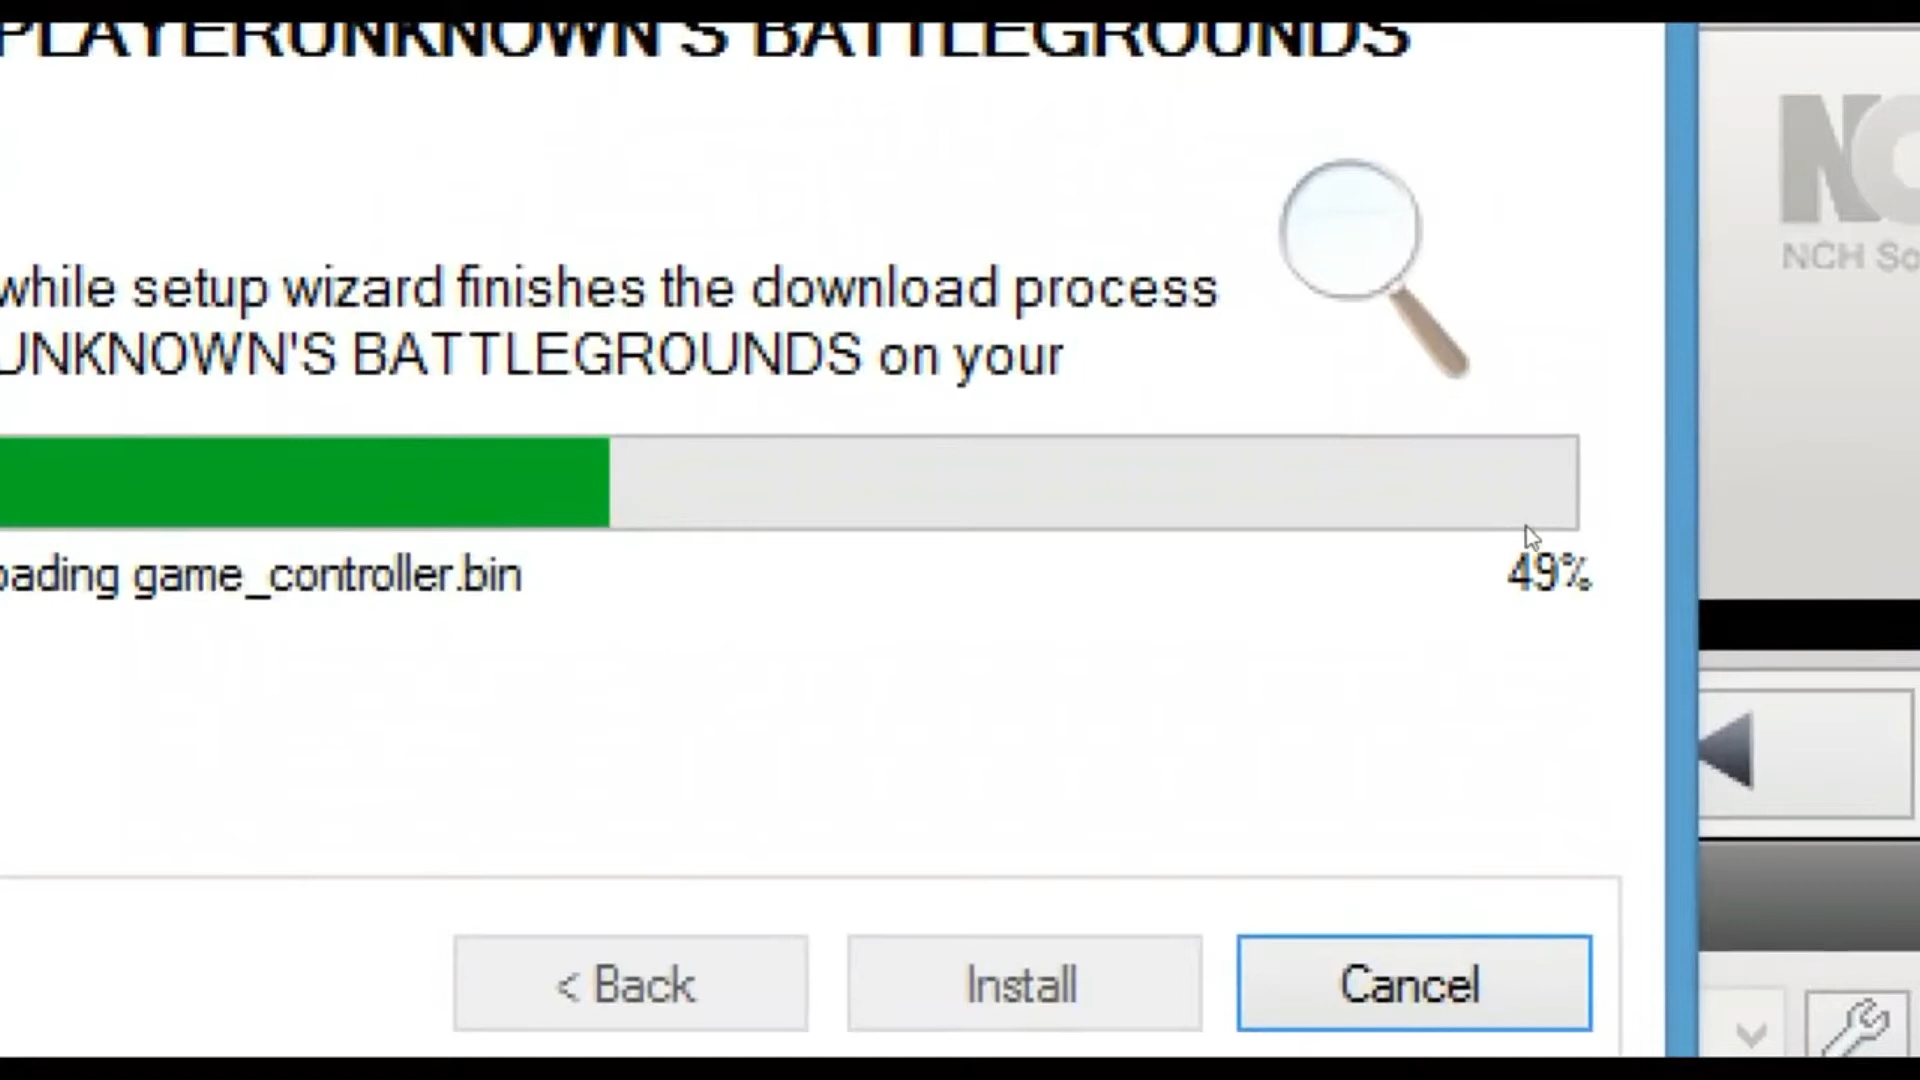 PLAYERUNKNOWN'S BATTLEGROUNDS
while setup wizard finishes the download process
UNKNOWN'S BATTLEGROUNDS on your
oading game_controller.bin
49%
< Back
Install
Cancel
NC
NCH So